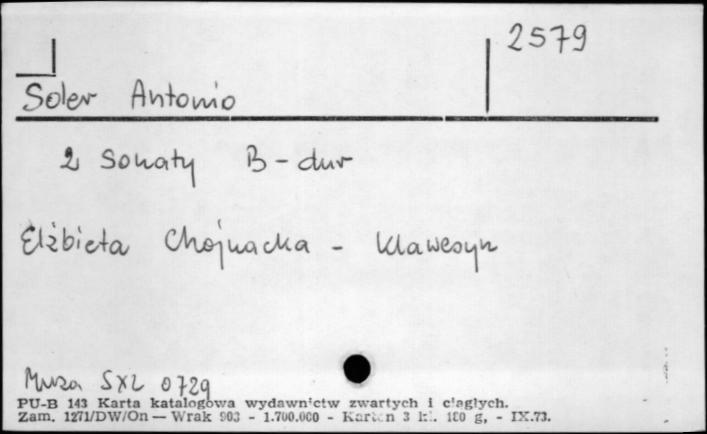 2579
Soler Antonio
2 Sonaty B-dur
Elżbieta Chojnacka - klawesyn
Muza SXL 0729
PU-B 143 Karta katalogowa wydawnictw zwartych i ciągłych.
Zam. 1271/DW/On — Wrak 903 - 1.700.000 - Karton 3 kl. 180 g, - IX.73.